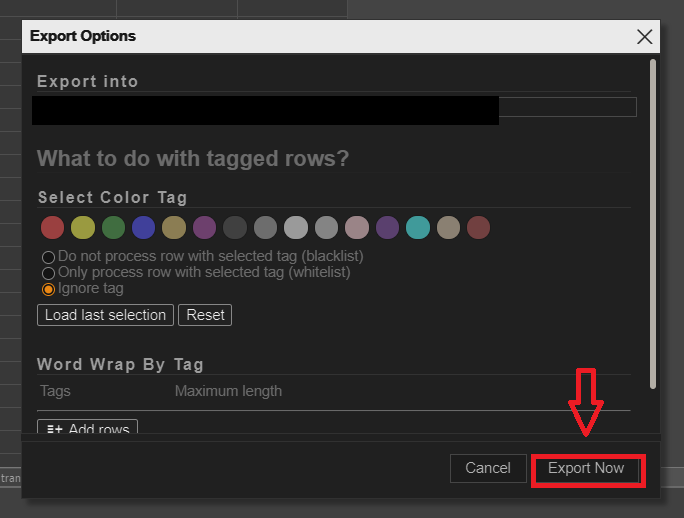 Export Options
Export into
What to do with tagged rows?
Select Color Tag
Do not process row with selected tag (blacklist)
Only process row with selected tag (whitelist)
Ignore tag
Load last selection Reset
Word Wrap By Tag
Tags Maximum length
Add rows
tran
Cancel Export Now